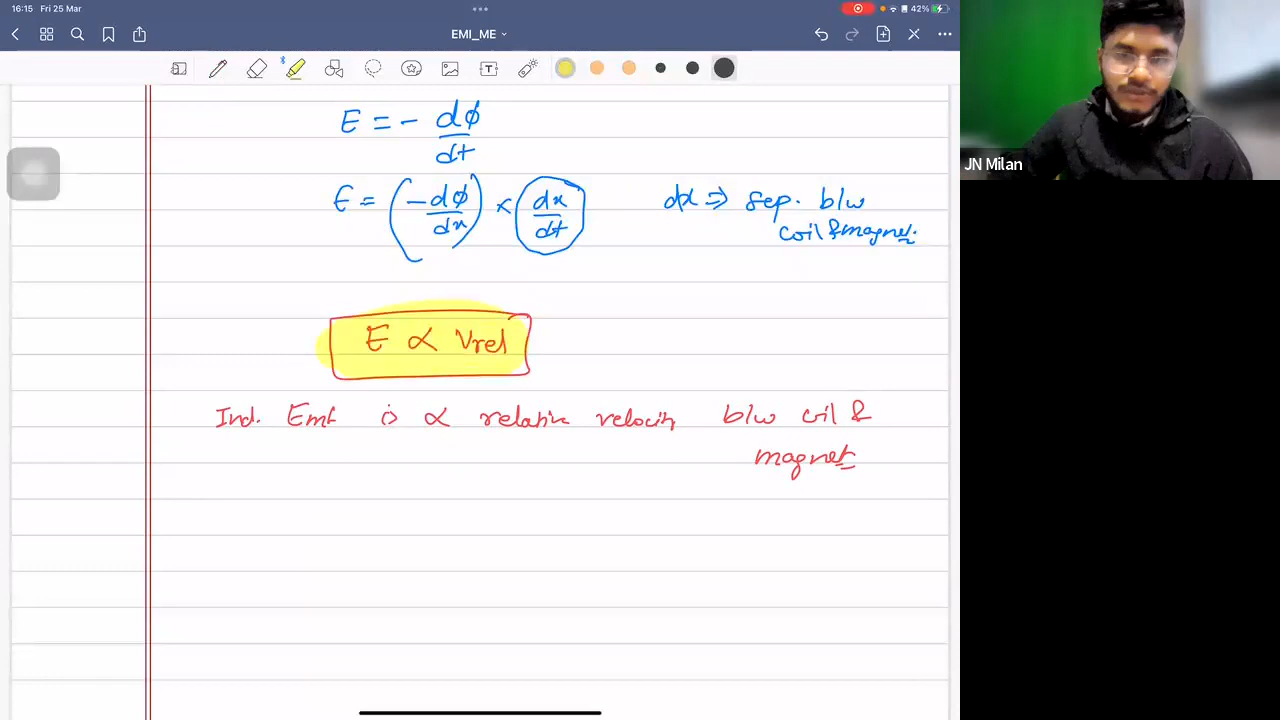 16:15 Fri 25 Mar
42%
EMI_ME
JN Milan
E = - dϕ/dt
E = (-dϕ/dx) × dx/dt
dx ⇒ sep. b/w
coil & magnet.
E ∝ Vrel
Ind. Emf is ∝ relative velocity b/w coil &
magnet